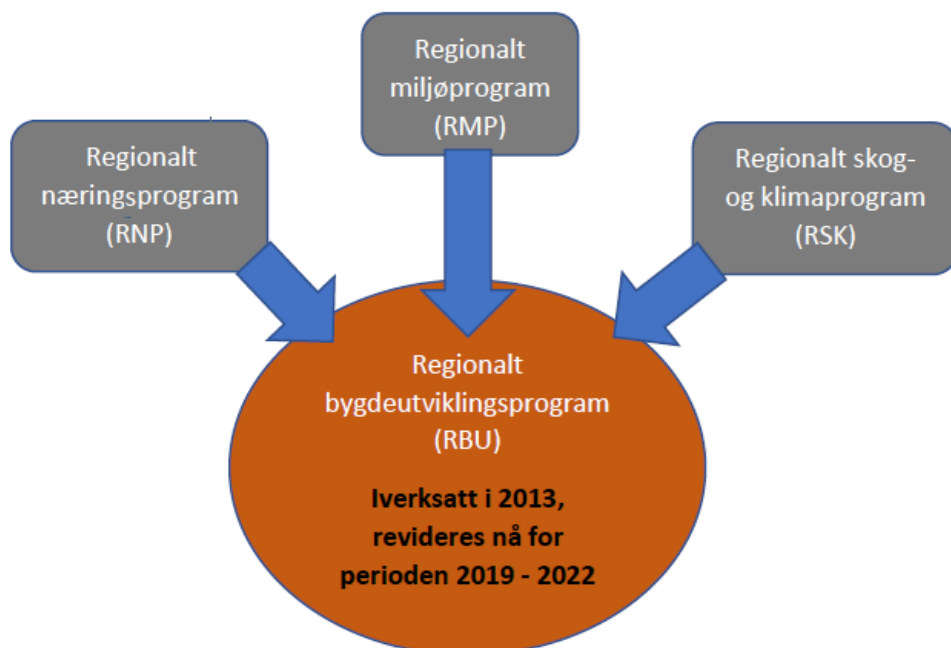 Regionalt
miljøprogram
(RMP)
Regionalt
næringsprogram
(RNP)
Regionalt skog-
og klimaprogram
(RSK)
Regionalt
bygdeutviklingsprogram
(RBU)
Iverksatt i 2013,
revideres nå for
perioden 2019 - 2022